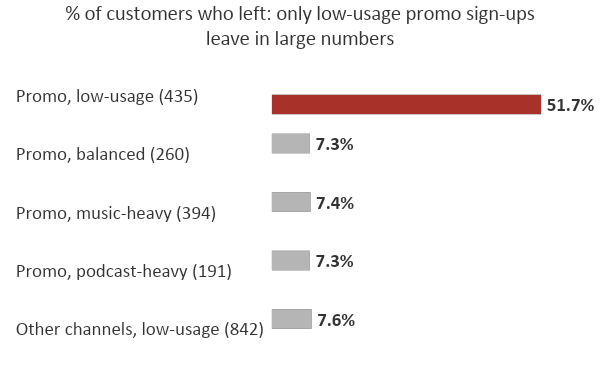 % of customers who left: only low-usage promo sign-ups
leave in large numbers
Promo, low-usage (435)
51.7%
Promo, balanced (260)
7.3%
Promo, music-heavy (394)
7.4%
Promo, podcast-heavy (191)
7.3%
Other channels, low-usage (842)
7.6%